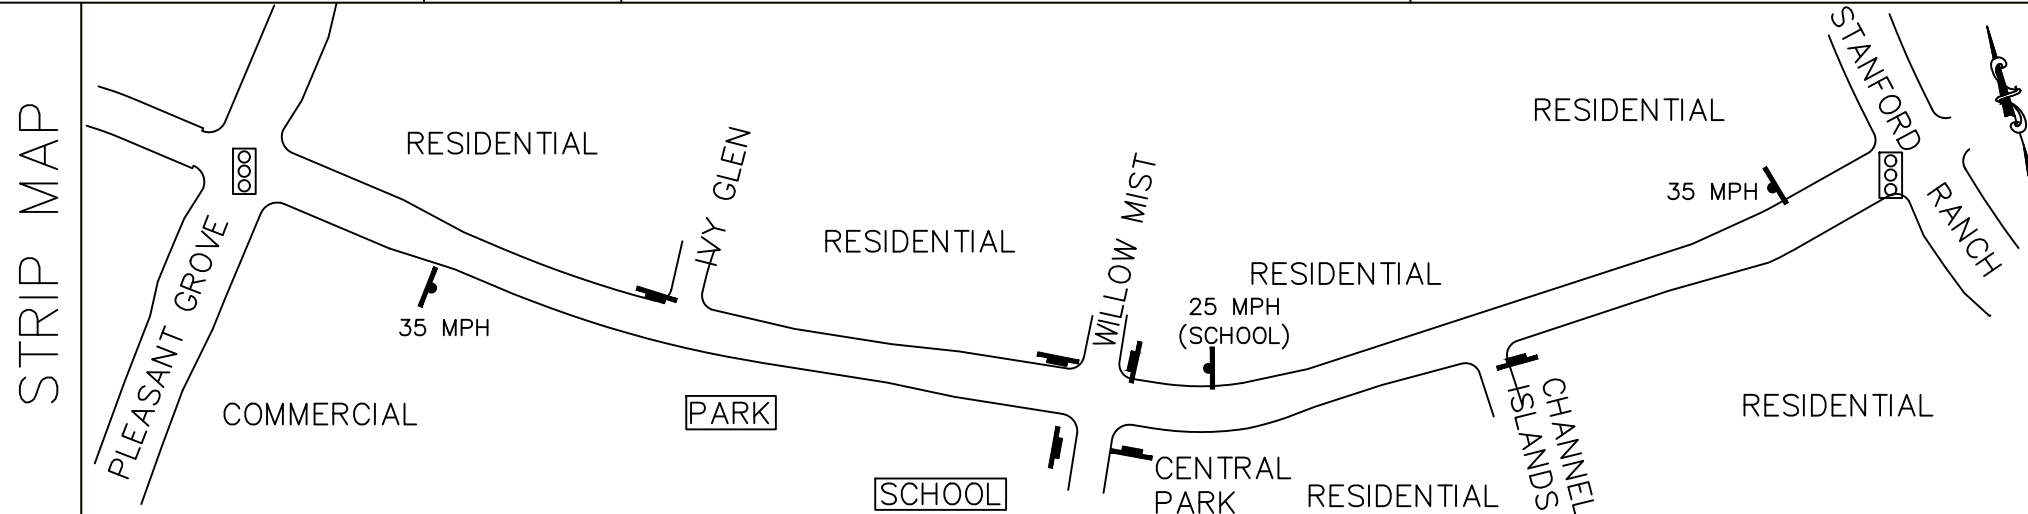 STRIP MAP
PLEASANT GROVE
RESIDENTIAL
35 MPH
COMMERCIAL
IVY GLEN
RESIDENTIAL
PARK
SCHOOL
WILLOW MIST
25 MPH
(SCHOOL)
RESIDENTIAL
CENTRAL
PARK
RESIDENTIAL
CHANNEL
ISLANDS
RESIDENTIAL
35 MPH
STANFORD
RANCH
RESIDENTIAL